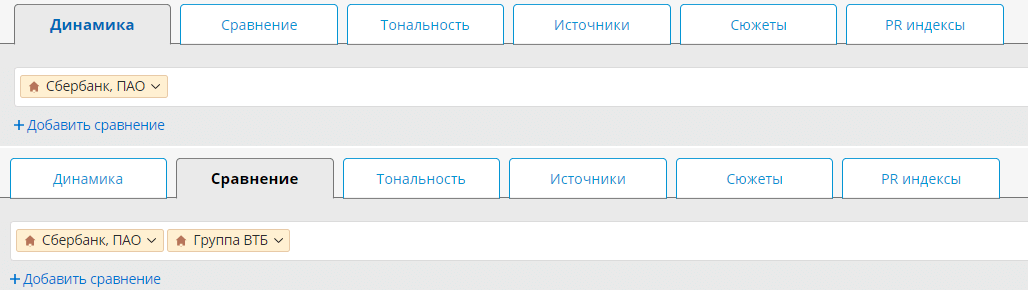 Динамика Сравнение Тональность Источники Сюжеты PR индексы
Сбербанк, ПАО
+ Добавить сравнение
Динамика Сравнение Тональность Источники Сюжеты PR индексы
Сбербанк, ПАО Группа ВТБ
+ Добавить сравнение